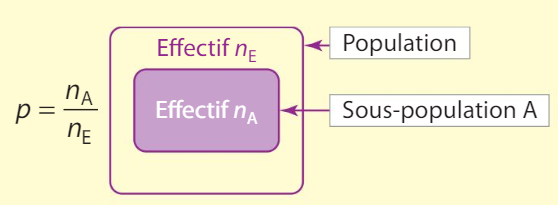 Effectif nE
Population
p = nA/nE
Effectif nA
Sous-population A